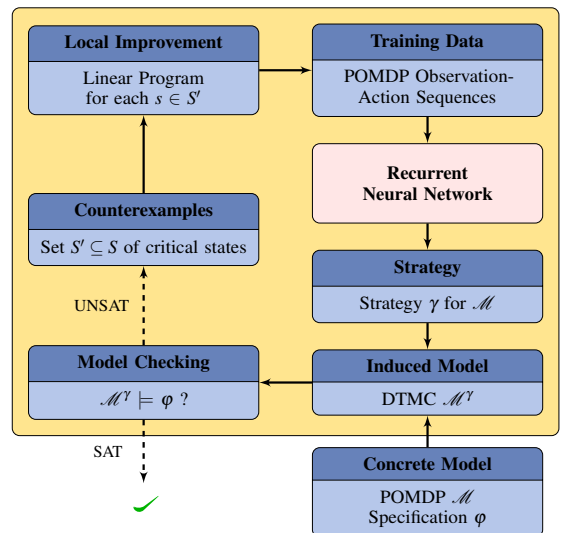 Local Improvement
Linear Program
for each s ∈ S′
Training Data
POMDP Observation-
Action Sequences
Recurrent
Neural Network
Counterexamples
Set S′ ⊆ S of critical states
Strategy
Strategy γ for ℳ
UNSAT
Model Checking
ℳ^γ ⊨ φ ?
Induced Model
DTMC ℳ^γ
SAT
Concrete Model
POMDP ℳ
Specification φ